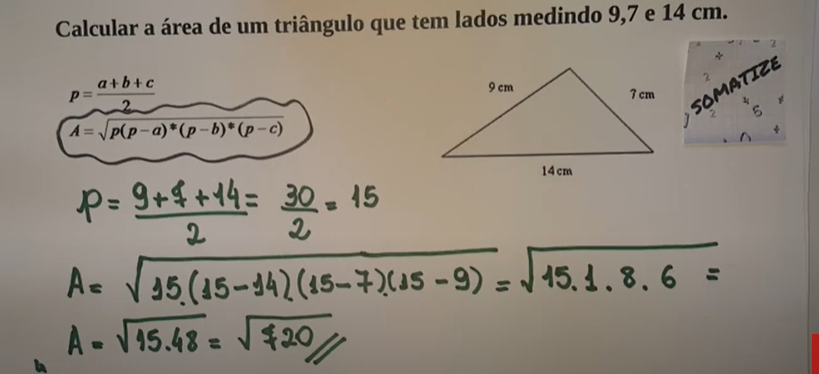 Calcular a área de um triângulo que tem lados medindo 9,7 e 14 cm.
p = a+b+c / 2
A = √p(p-a)*(p-b)*(p-c)
9 cm
7 cm
14 cm
SOMATIZE
p = 9+7+14 / 2 = 30 / 2 = 15
A = √15.(15-14).(15-7).(15-9) = √15.1.8.6 =
A = √15.48 = √720//